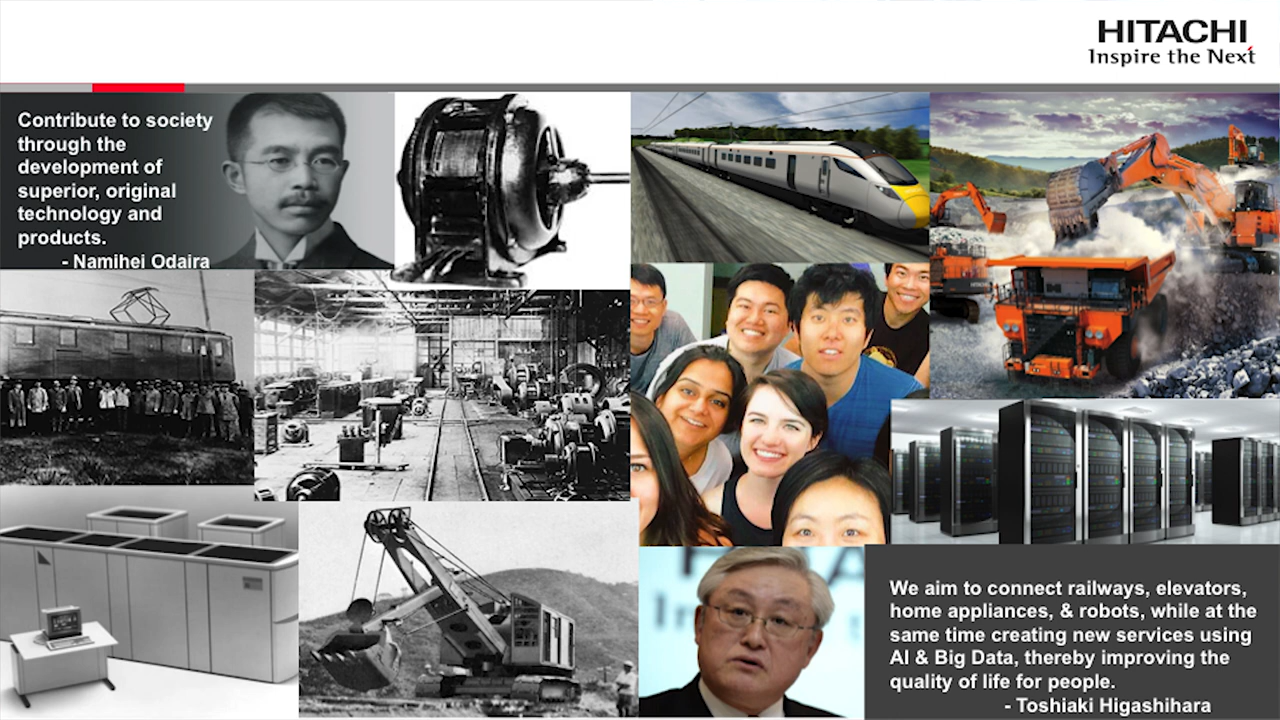 HITACHI
Inspire the Next
Contribute to society
through the
development of
superior, original
technology and
products.
- Namihei Odaira
HITACHI
We aim to connect railways, elevators,
home appliances, & robots, while at the
same time creating new services using
AI & Big Data, thereby improving the
quality of life for people.
- Toshiaki Higashihara